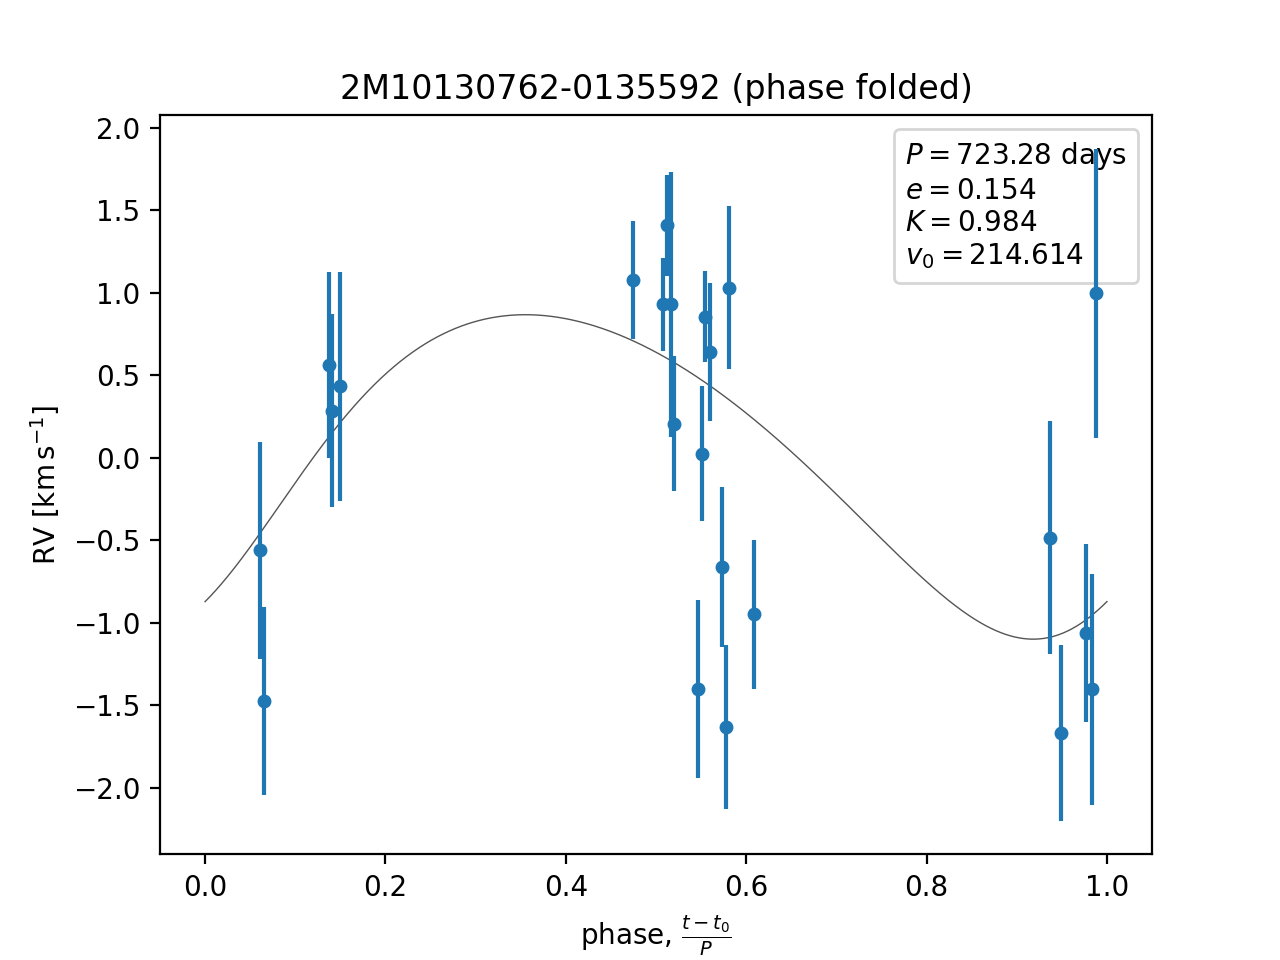 2M10130762-0135592 (phase folded)
P = 723.28 days
e = 0.154
K = 0.984
v₀ = 214.614
2.0
1.5
1.0
0.5
0.0
−0.5
−1.0
−1.5
−2.0
RV [km s⁻¹]
0.0 0.2 0.4 0.6 0.8 1.0
phase, (t − t₀)/P